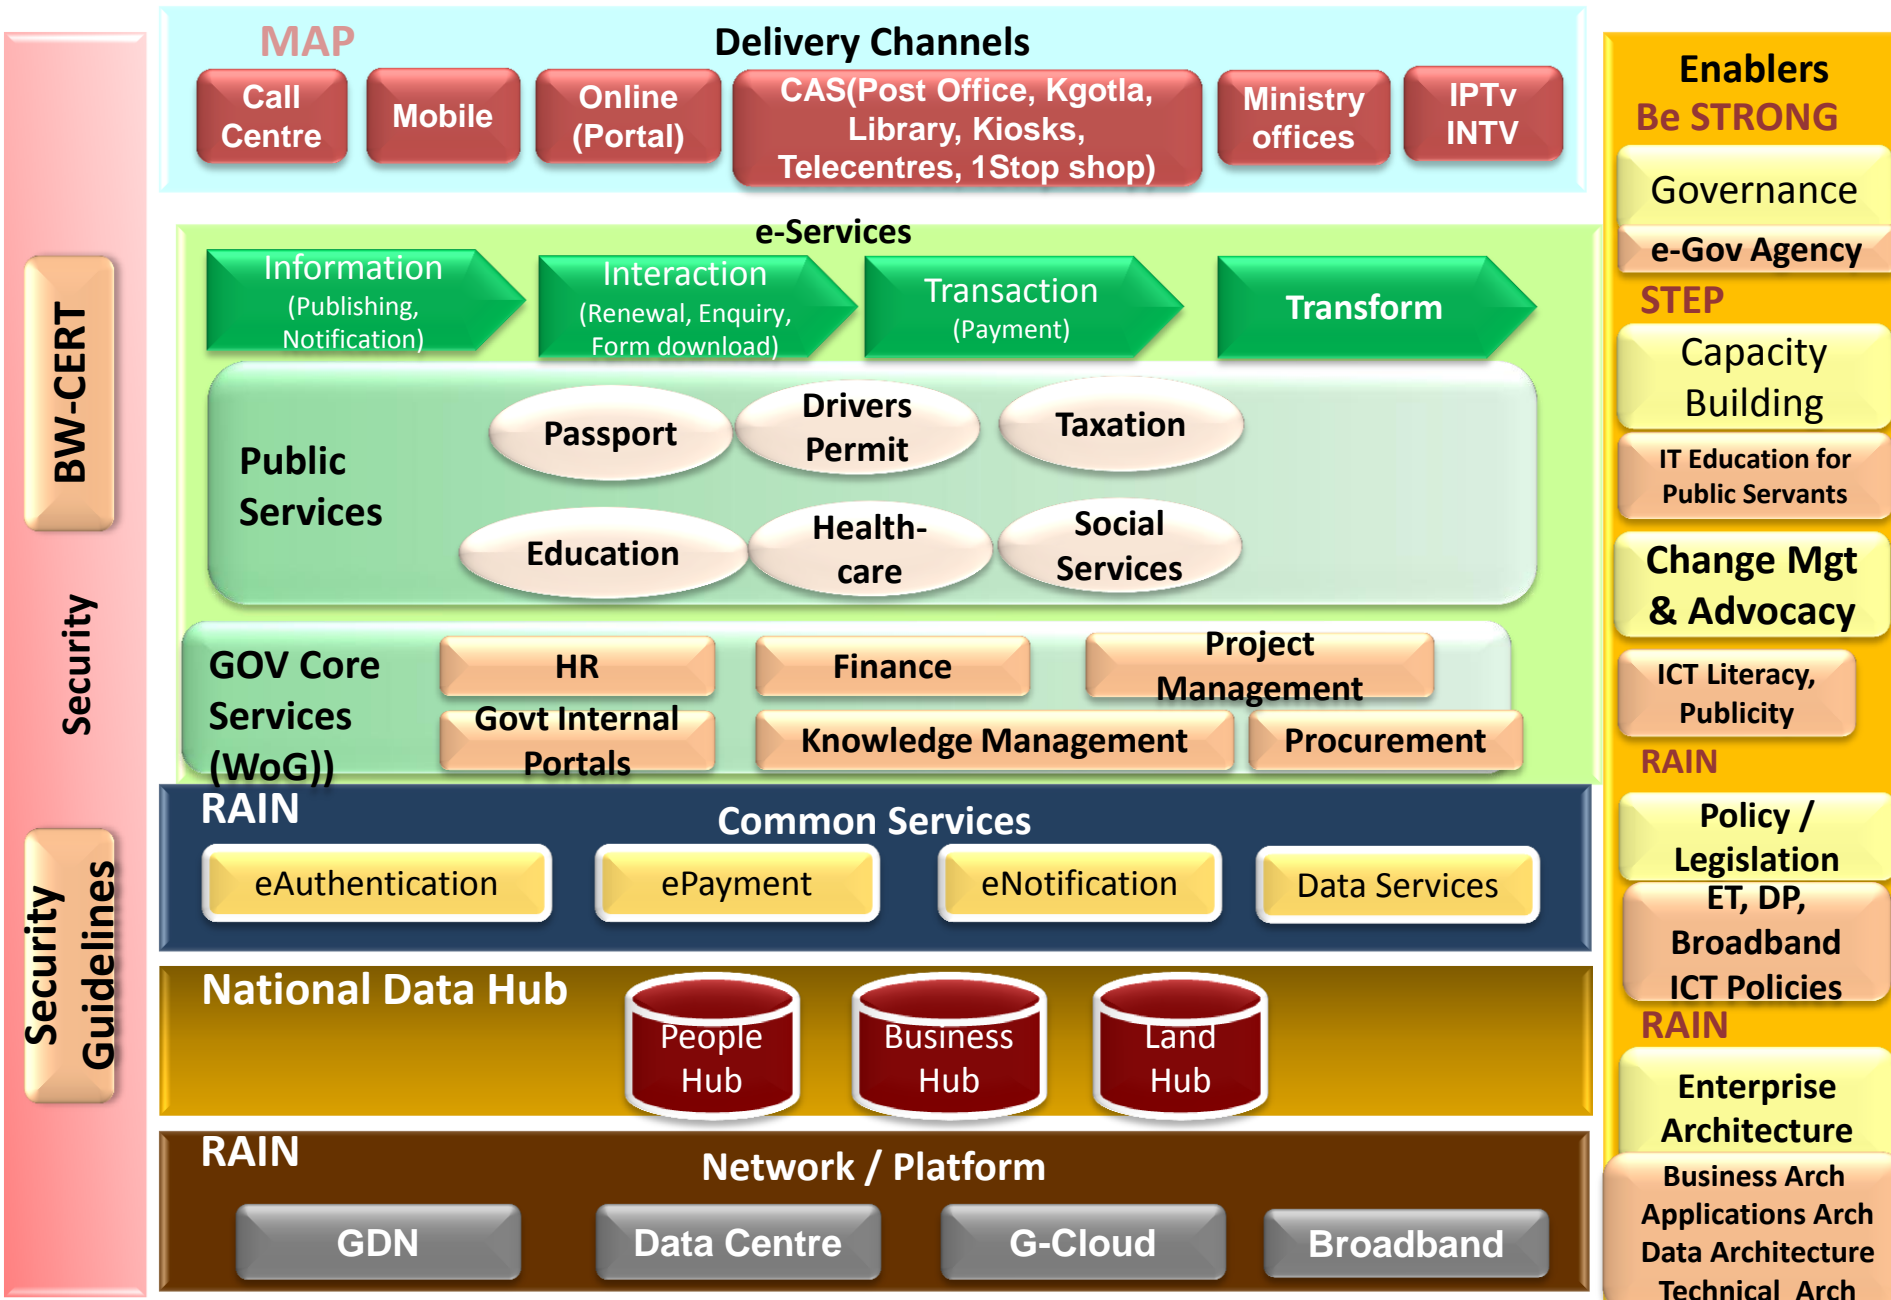 MAP
Delivery Channels
Call
Centre
Mobile
Online
(Portal)
CAS(Post Office, Kgotla,
Library, Kiosks,
Telecentres, 1Stop shop)
Ministry
offices
IPTv
INTV
e-Services
Information
(Publishing,
Notification)
Interaction
(Renewal, Enquiry,
Form download)
Transaction
(Payment)
Transform
Public
Services
Passport
Drivers
Permit
Taxation
Education
Health-
care
Social
Services
GOV Core
Services
(WoG))
HR
Finance
Project
Management
Govt Internal
Portals
Knowledge Management
Procurement
RAIN
Common Services
eAuthentication
ePayment
eNotification
Data Services
National Data Hub
People
Hub
Business
Hub
Land
Hub
RAIN
Network / Platform
GDN
Data Centre
G-Cloud
Broadband
BW-CERT
Security
Security
Guidelines
Enablers
Be STRONG
Governance
e-Gov Agency
STEP
Capacity
Building
IT Education for
Public Servants
Change Mgt
& Advocacy
ICT Literacy,
Publicity
RAIN
Policy /
Legislation
ET, DP,
Broadband
ICT Policies
RAIN
Enterprise
Architecture
Business Arch
Applications Arch
Data Architecture
Technical Arch